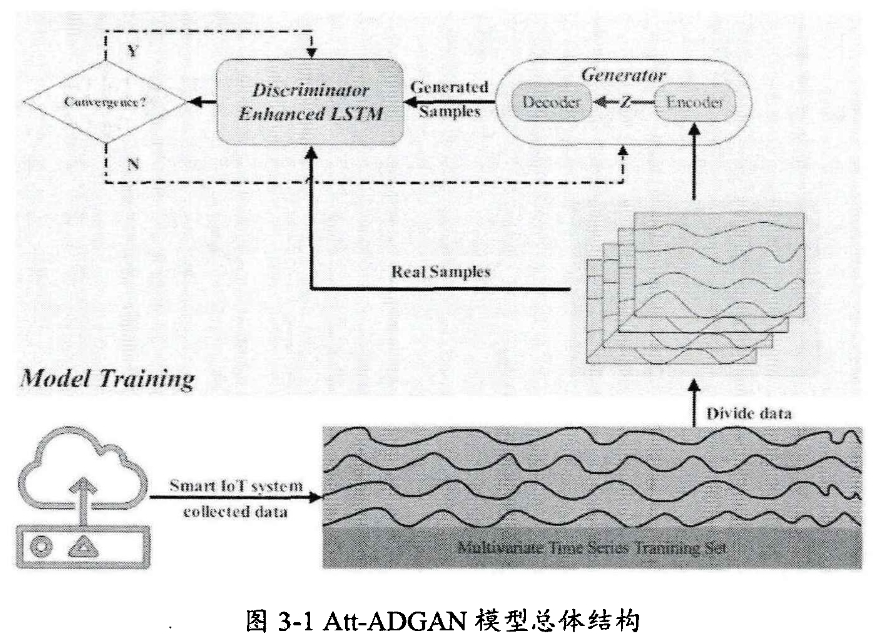 Y
Convergence?
N
Discriminator
Enhanced LSTM
Generated
Samples
Generator
Decoder
Z
Encoder
Real Samples
Model Training
Divide data
Smart IoT system
collected data
Multivariate Time Series Tranining Set
图 3-1 Att-ADGAN 模型总体结构